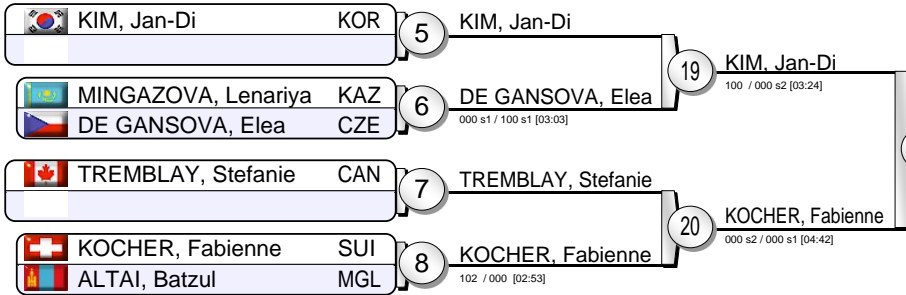 KIM, Jan-Di KOR
5
KIM, Jan-Di
MINGAZOVA, Lenariya KAZ
DE GANSOVA, Elea CZE
6
DE GANSOVA, Elea
000 s1 / 100 s1 [03:03]
19
KIM, Jan-Di
100 / 000 s2 [03:24]
TREMBLAY, Stefanie CAN
7
TREMBLAY, Stefanie
KOCHER, Fabienne SUI
ALTAI, Batzul MGL
8
KOCHER, Fabienne
102 / 000 [02:53]
20
KOCHER, Fabienne
000 s2 / 000 s1 [04:42]